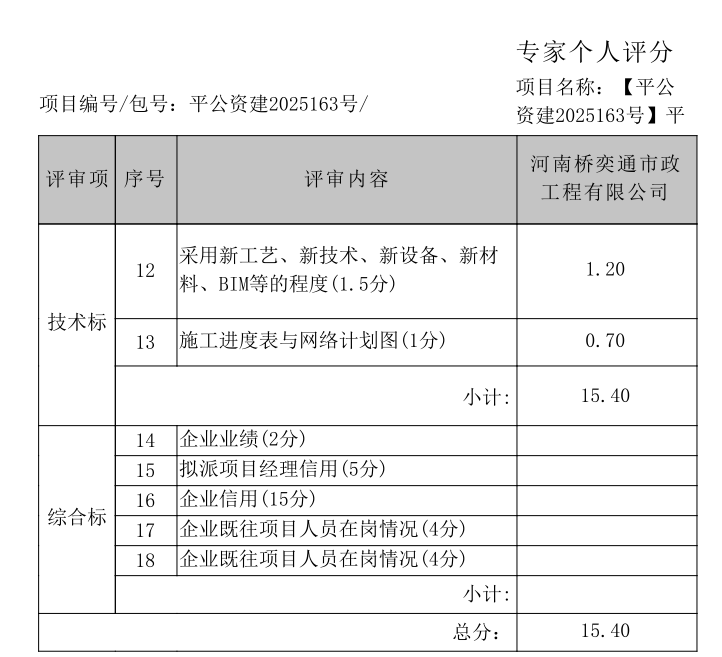 专家个人评分
项目编号/包号: 平公资建2025163号/
项目名称: 【平公
资建2025163号】平
评审项 序号 评审内容 河南桥奕通市政
工程有限公司
技术标
12 采用新工艺、新技术、新设备、新材
料、BIM等的程度(1.5分) 1.20
13 施工进度表与网络计划图(1分) 0.70
小计: 15.40
综合标
14 企业业绩(2分)
15 拟派项目经理信用(5分)
16 企业信用(15分)
17 企业既往项目人员在岗情况(4分)
18 企业既往项目人员在岗情况(4分)
小计:
总分: 15.40